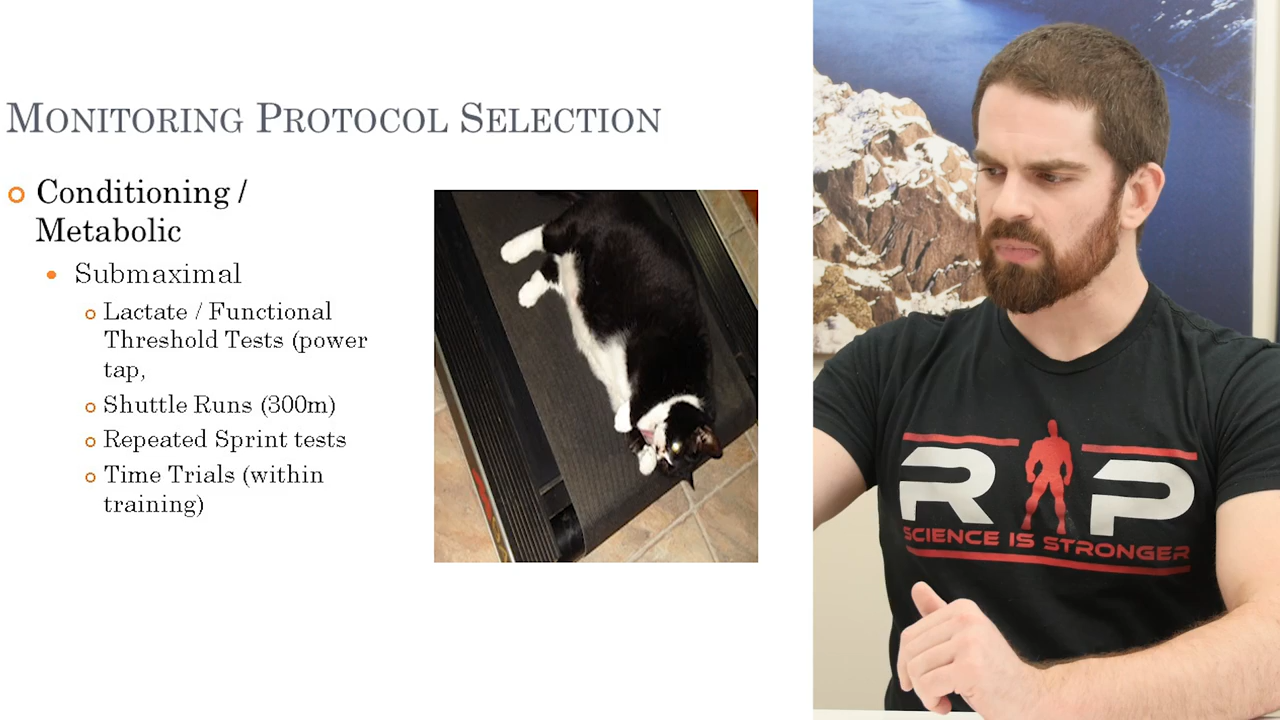 MONITORING PROTOCOL SELECTION
Conditioning /
Metabolic
Submaximal
Lactate / Functional
Threshold Tests (power
tap,
Shuttle Runs (300m)
Repeated Sprint tests
Time Trials (within
training)
R P
SCIENCE IS STRONGER